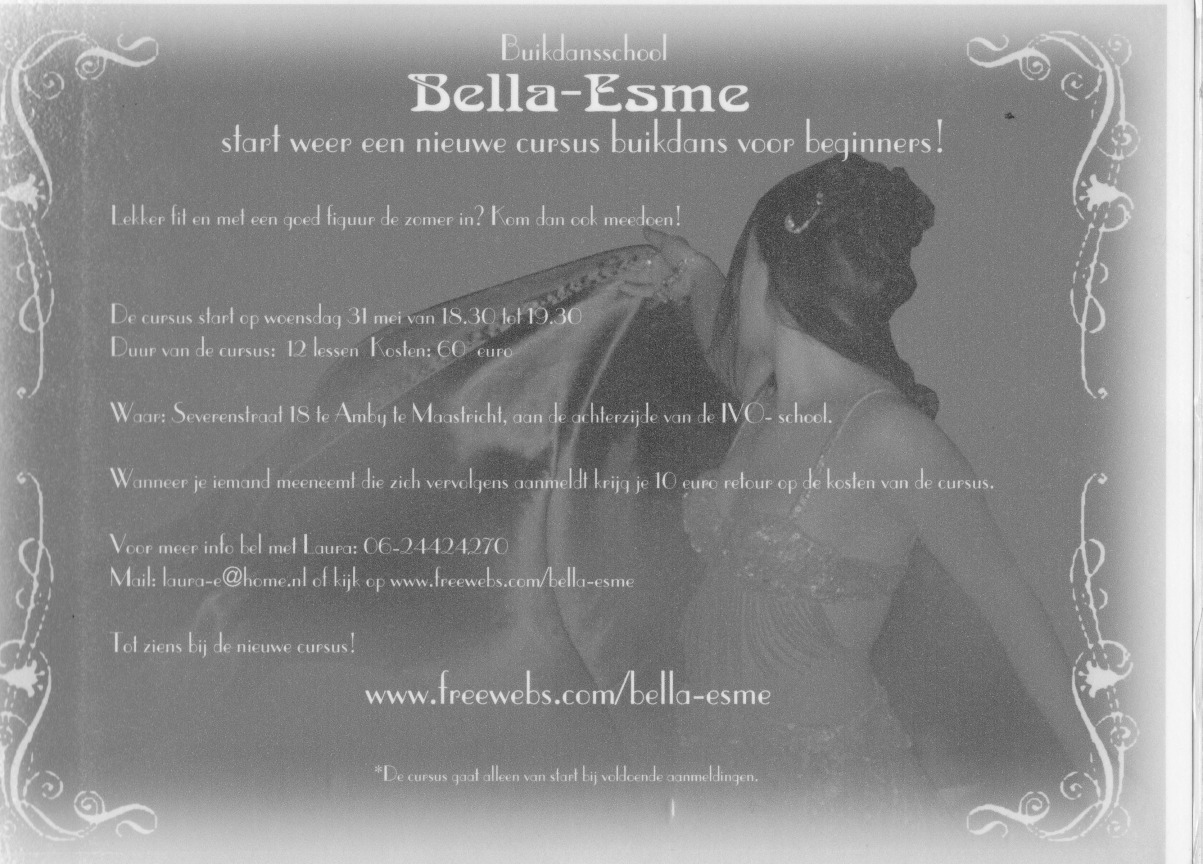 Buikdansschool
Bella-Esme
start weer een nieuwe cursus buikdans voor beginners!
Lekker fit en met een goed figuur de zomer in? Kom dan ook meedoen!
De cursus start op woensdag 31 mei van 18.30 tot 19.30
Duur van de cursus: 12 lessen Kosten: 60 euro
Waar: Severenstraat 18 te Amby te Maastricht, aan de achterzijde van de IVO- school.
Wanneer je iemand meeneemt die zich vervolgens aanmeldt krijg je 10 euro retour op de kosten van de cursus.
Voor meer info bel met Laura: 06-24424270
Mail: laura-e@home.nl of kijk op www.freewebs.com/bella-esme
Tot ziens bij de nieuwe cursus!
www.freewebs.com/bella-esme
*De cursus gaat alleen van start bij voldoende aanmeldingen.